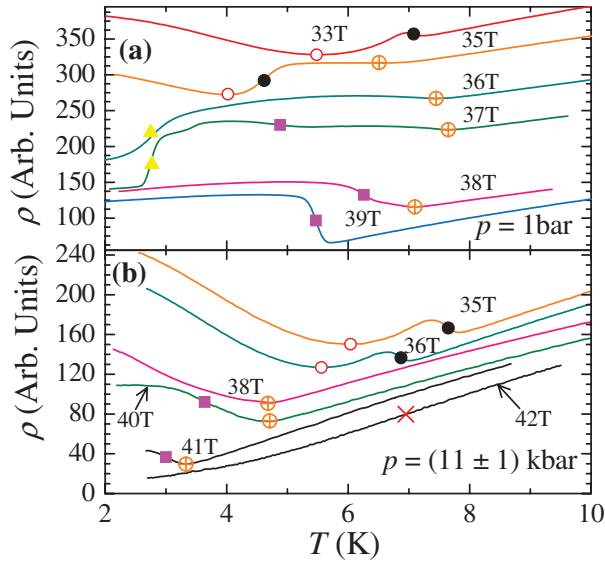 350
300
250
200
150
100
ρ (Arb. Units)
(a)
33T
35T
36T
37T
38T
39T
p = 1bar
240
200
160
120
80
40
0
ρ (Arb. Units)
(b)
35T
36T
38T
40T
41T
42T
p = (11 ± 1) kbar
2 4 6 8 10
T (K)